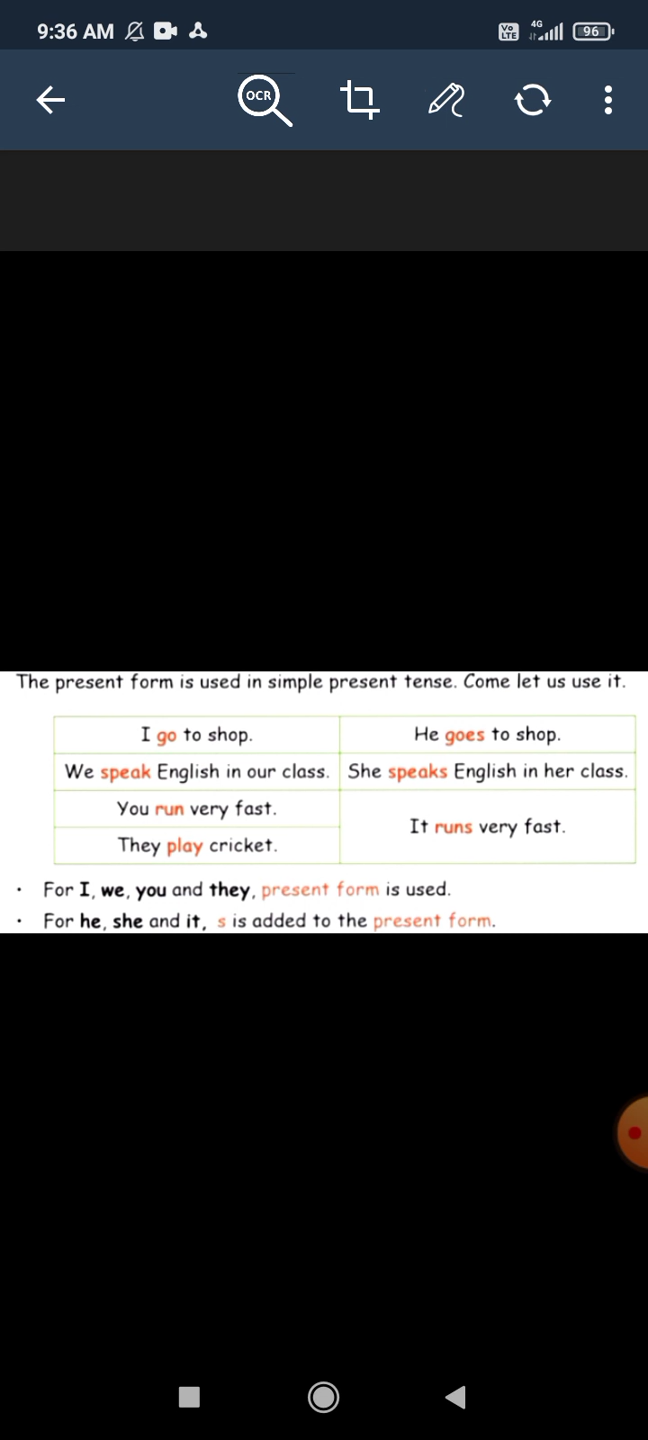 9:36 AM
Vo LTE 4G 96
OCR
The present form is used in simple present tense. Come let us use it.
I go to shop. He goes to shop.
We speak English in our class. She speaks English in her class.
You run very fast.
It runs very fast.
They play cricket.
· For I, we, you and they, present form is used.
· For he, she and it, s is added to the present form.